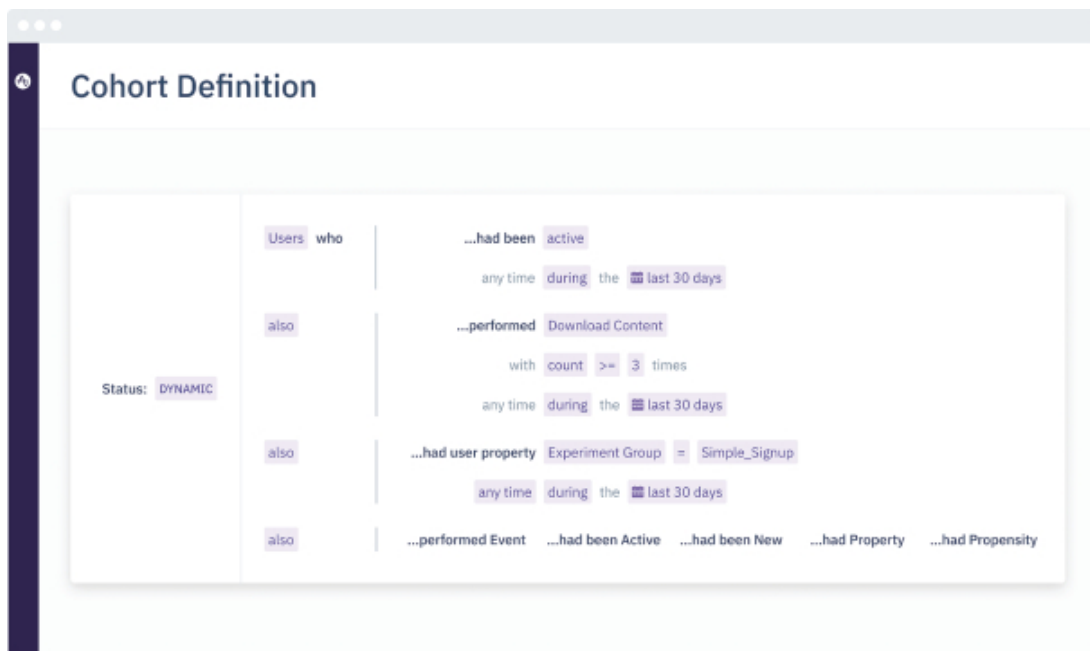 Cohort Definition
Users who ...had been active
any time during the last 30 days
also ...performed Download Content
with count >= 3 times
Status: DYNAMIC
any time during the last 30 days
also ...had user property Experiment Group = Simple_Signup
any time during the last 30 days
also ...performed Event ...had been Active ...had been New ...had Property ...had Propensity